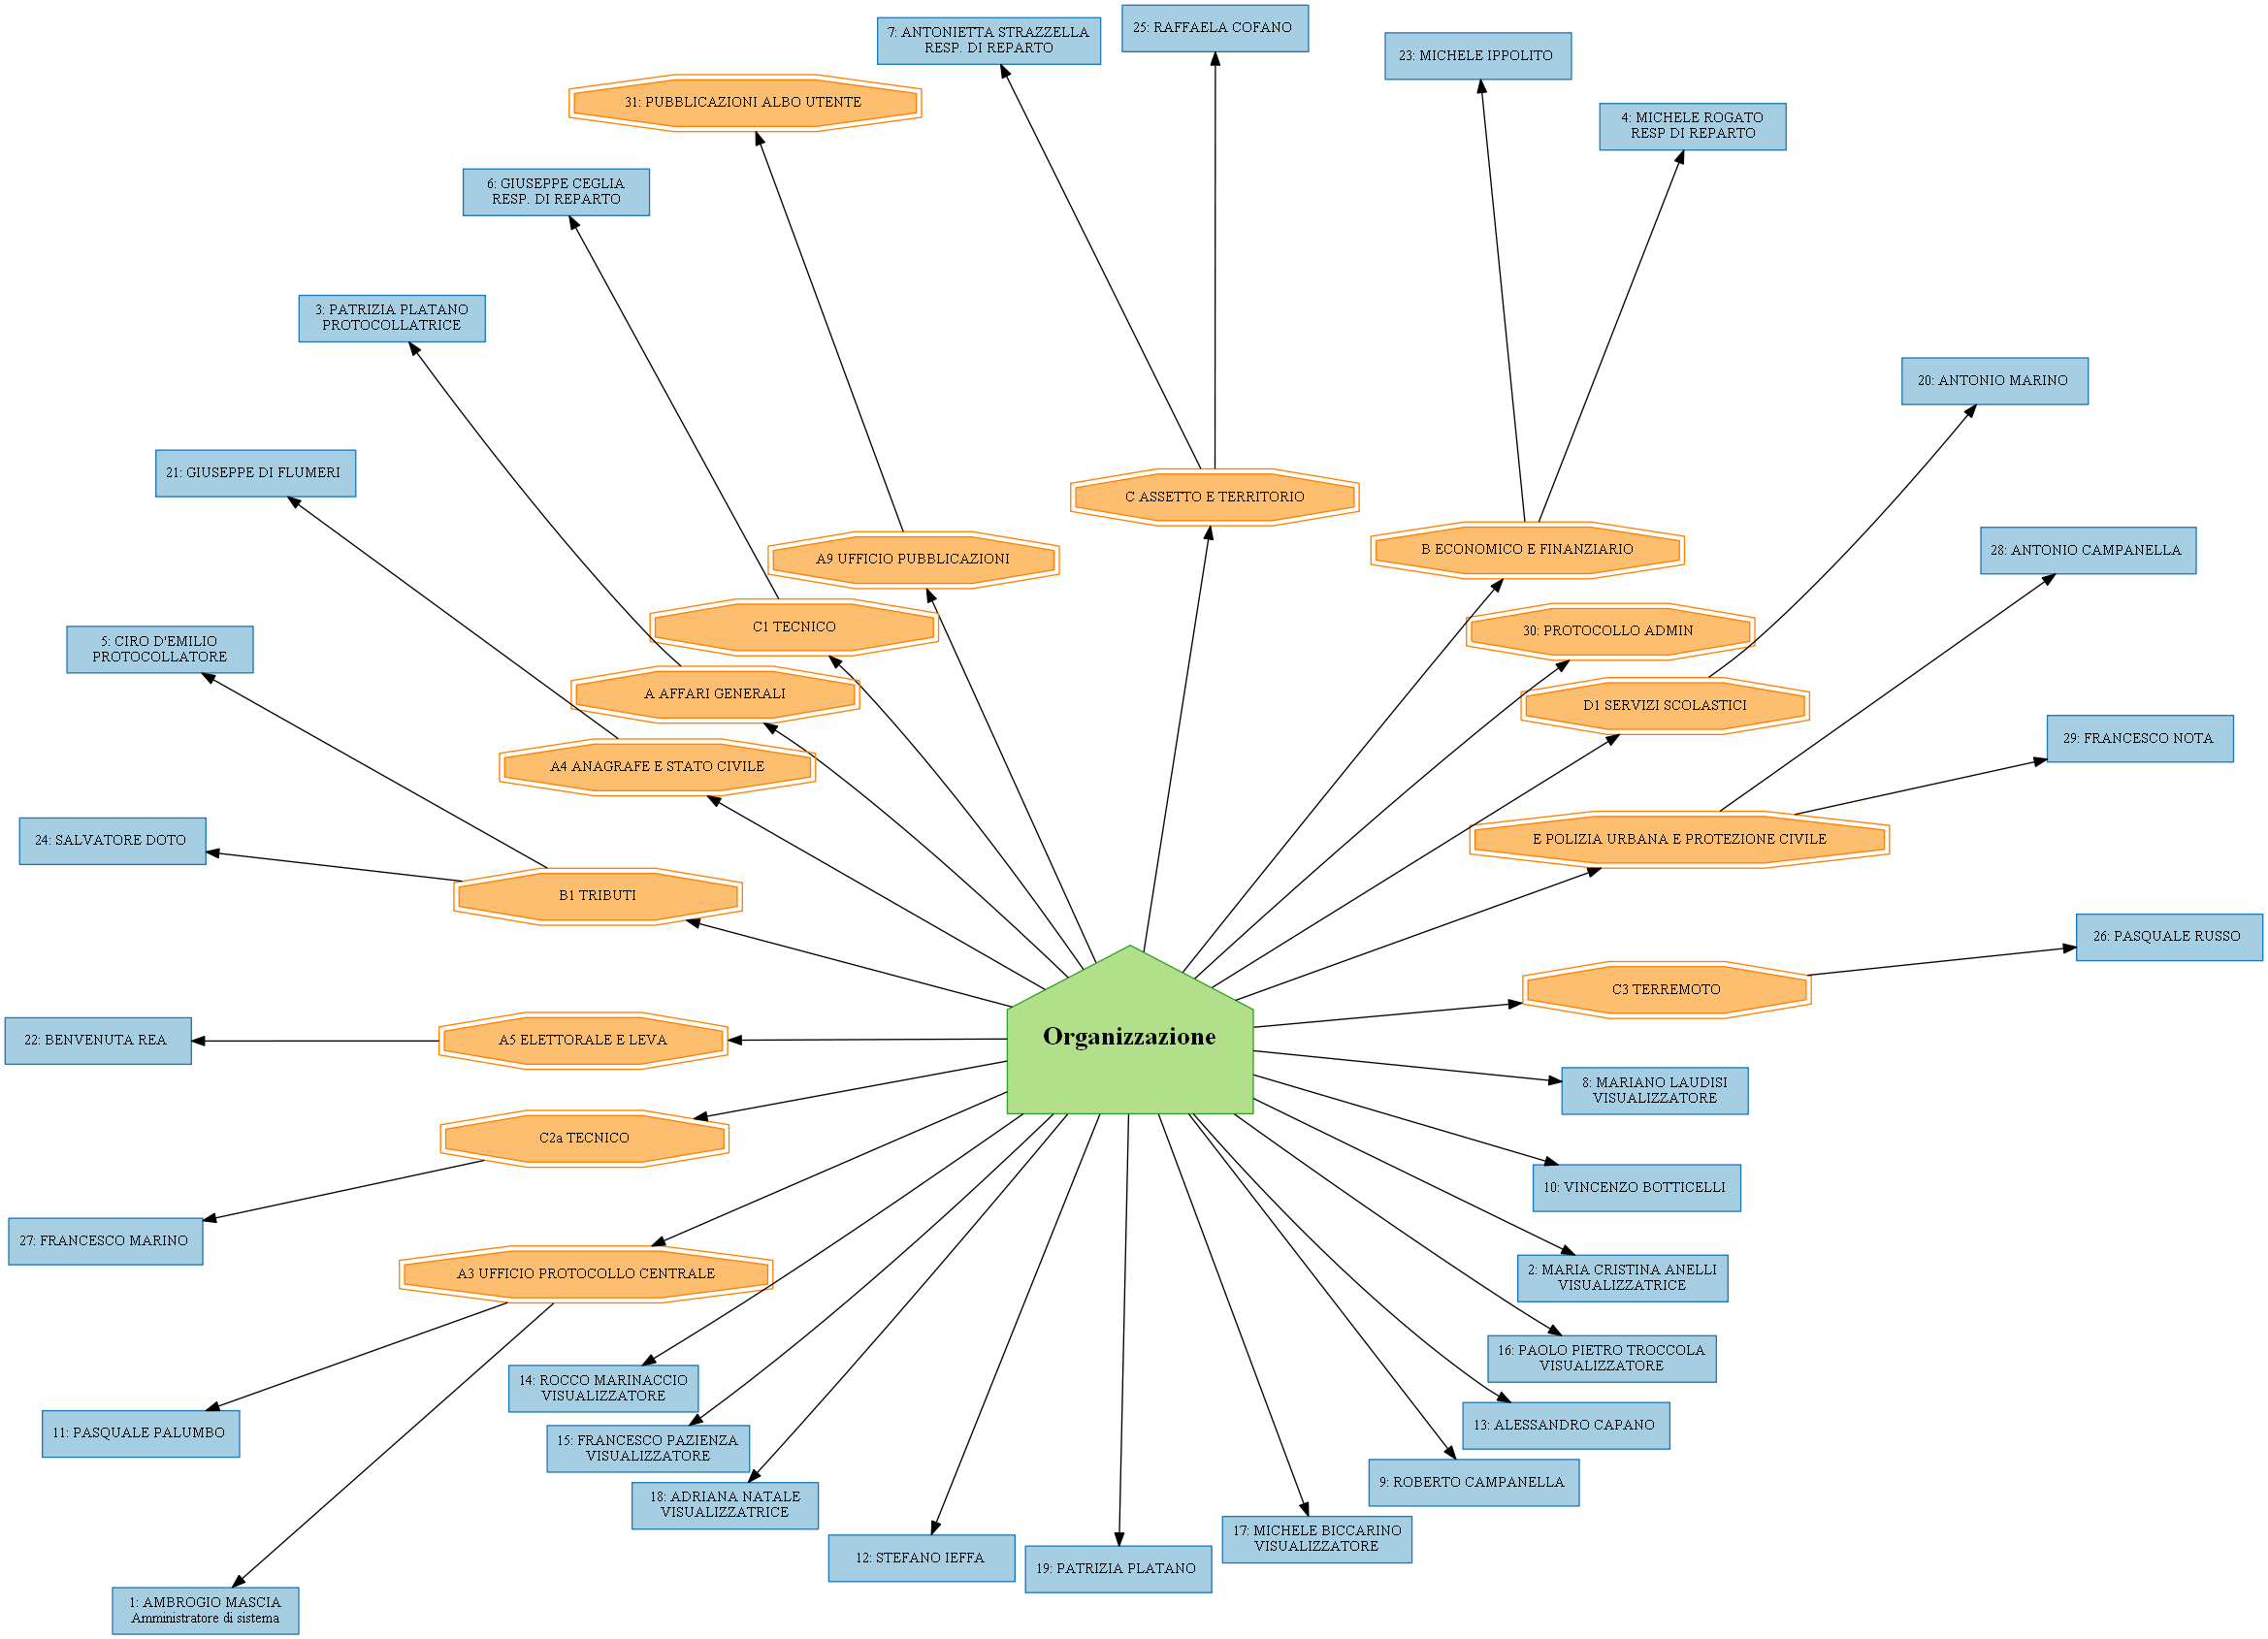 25: RAFFAELA COFANO
7: ANTONIETTA STRAZZELLA
RESP. DI REPARTO
23: MICHELE IPPOLITO
31: PUBBLICAZIONI ALBO UTENTE
4: MICHELE ROGATO
RESP DI REPARTO
6: GIUSEPPE CEGLIA
RESP. DI REPARTO
3: PATRIZIA PLATANO
PROTOCOLLATRICE
20: ANTONIO MARINO
21: GIUSEPPE DI FLUMERI
C ASSETTO E TERRITORIO
B ECONOMICO E FINANZIARIO
28: ANTONIO CAMPANELLA
A9 UFFICIO PUBBLICAZIONI
C1 TECNICO
30: PROTOCOLLO ADMIN
5: CIRO D'EMILIO
PROTOCOLLATORE
A AFFARI GENERALI
D1 SERVIZI SCOLASTICI
29: FRANCESCO NOTA
A4 ANAGRAFE E STATO CIVILE
24: SALVATORE DOTO
E POLIZIA URBANA E PROTEZIONE CIVILE
B1 TRIBUTI
26: PASQUALE RUSSO
C3 TERREMOTO
Organizzazione
22: BENVENUTA REA
A5 ELETTORALE E LEVA
8: MARIANO LAUDISI
VISUALIZZATORE
C2a TECNICO
10: VINCENZO BOTTICELLI
27: FRANCESCO MARINO
A3 UFFICIO PROTOCOLLO CENTRALE
2: MARIA CRISTINA ANELLI
VISUALIZZATRICE
16: PAOLO PIETRO TROCCOLA
VISUALIZZATORE
14: ROCCO MARINACCIO
VISUALIZZATORE
11: PASQUALE PALUMBO
13: ALESSANDRO CAPANO
15: FRANCESCO PAZIENZA
VISUALIZZATORE
9: ROBERTO CAMPANELLA
18: ADRIANA NATALE
VISUALIZZATRICE
17: MICHELE BICCARINO
VISUALIZZATORE
12: STEFANO IEFFA
19: PATRIZIA PLATANO
1: AMBROGIO MASCIA
Amministratore di sistema